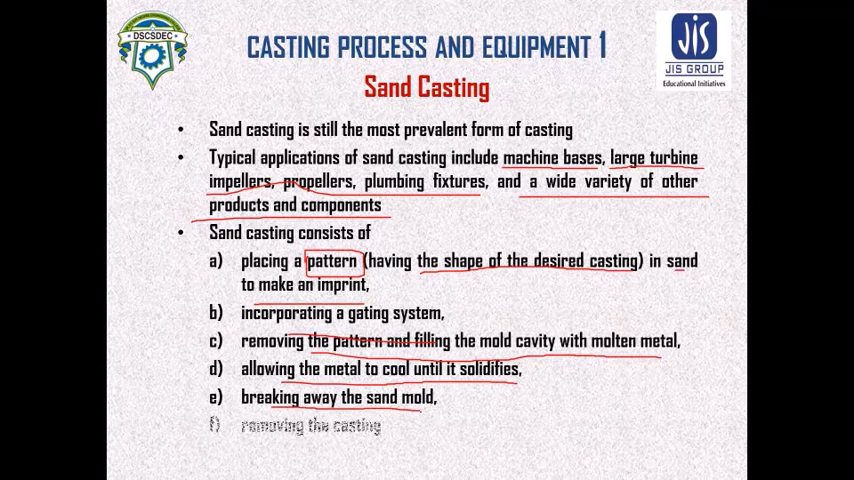 DSCSDEC
JIS
JIS GROUP
Educational Initiatives
CASTING PROCESS AND EQUIPMENT 1
Sand Casting
• Sand casting is still the most prevalent form of casting
• Typical applications of sand casting include machine bases, large turbine
impellers, propellers, plumbing fixtures, and a wide variety of other
products and components
• Sand casting consists of
a) placing a pattern (having the shape of the desired casting) in sand
to make an imprint,
b) incorporating a gating system,
c) removing the pattern and filling the mold cavity with molten metal,
d) allowing the metal to cool until it solidifies,
e) breaking away the sand mold,
f) removing the casting